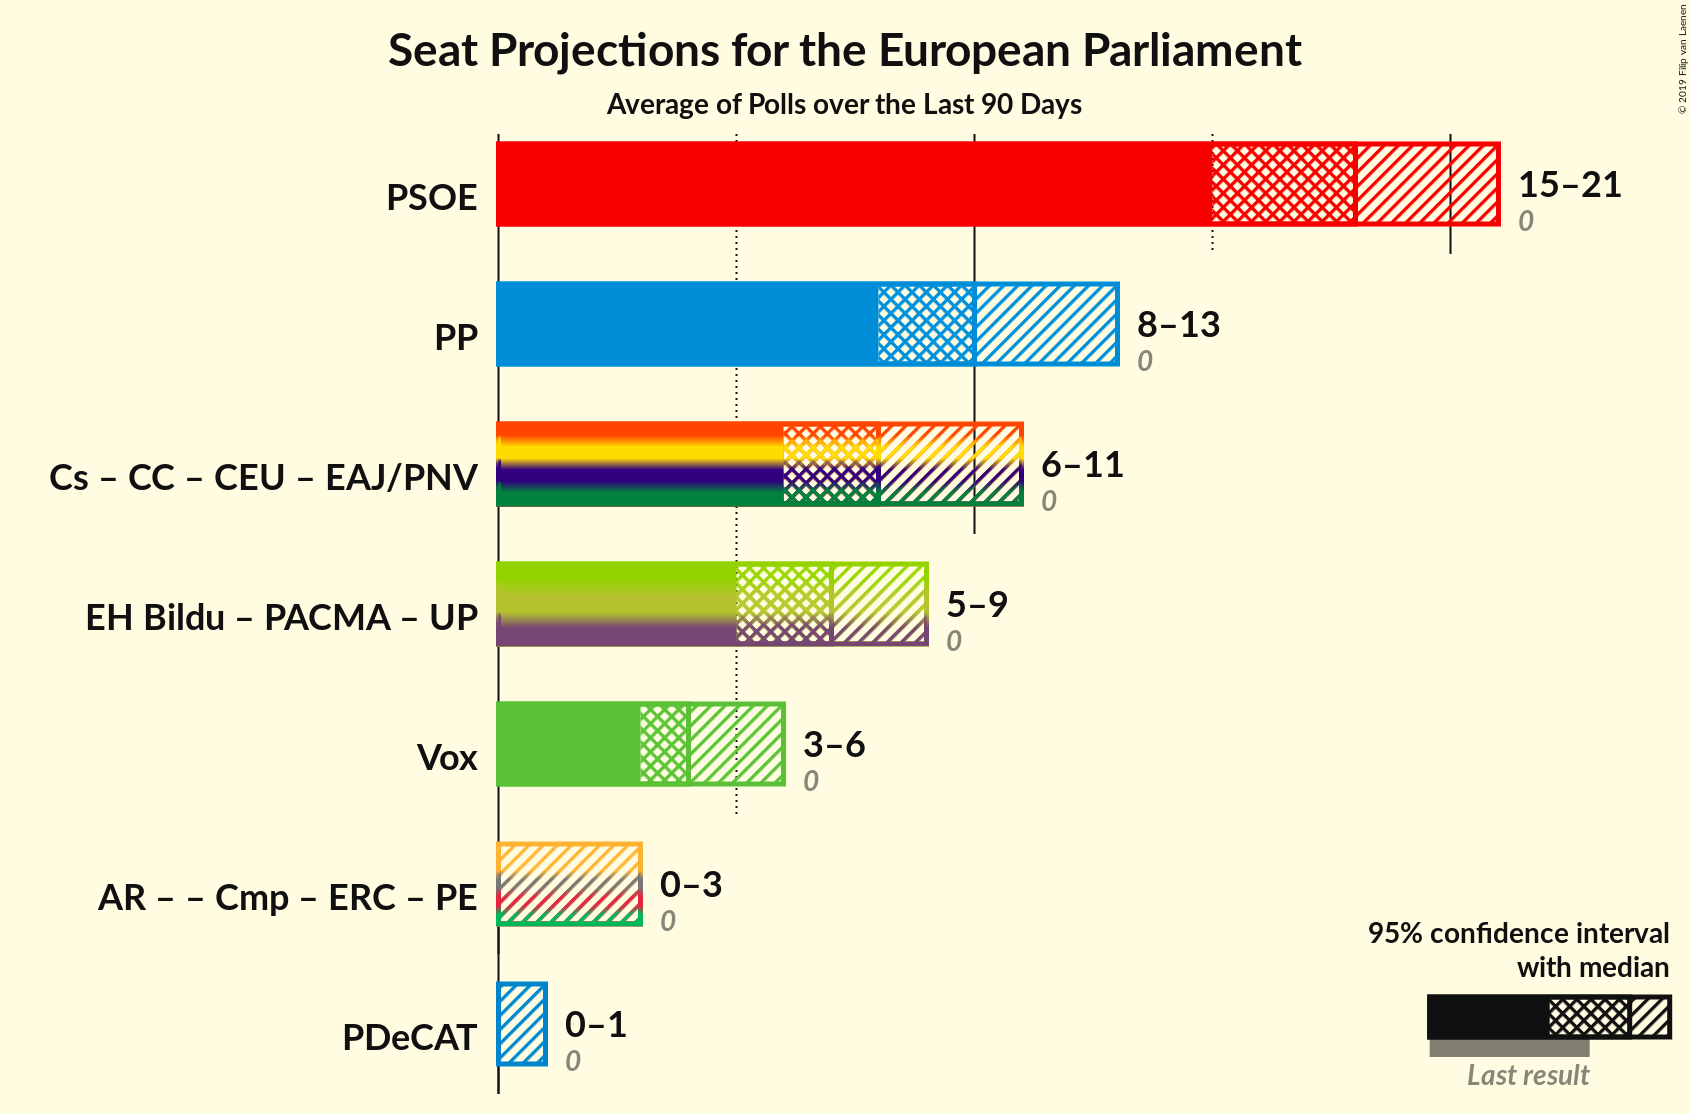 Seat Projections for the European Parliament
Average of Polls over the Last 90 Days
© 2019 Filip van Laenen
PSOE
15–21
0
PP
8–13
0
Cs – CC – CEU – EAJ/PNV
6–11
0
EH Bildu – PACMA – UP
5–9
0
Vox
3–6
0
AR – – Cmp – ERC – PE
0–3
0
PDeCAT
0–1
0
95% confidence interval
with median
Last result